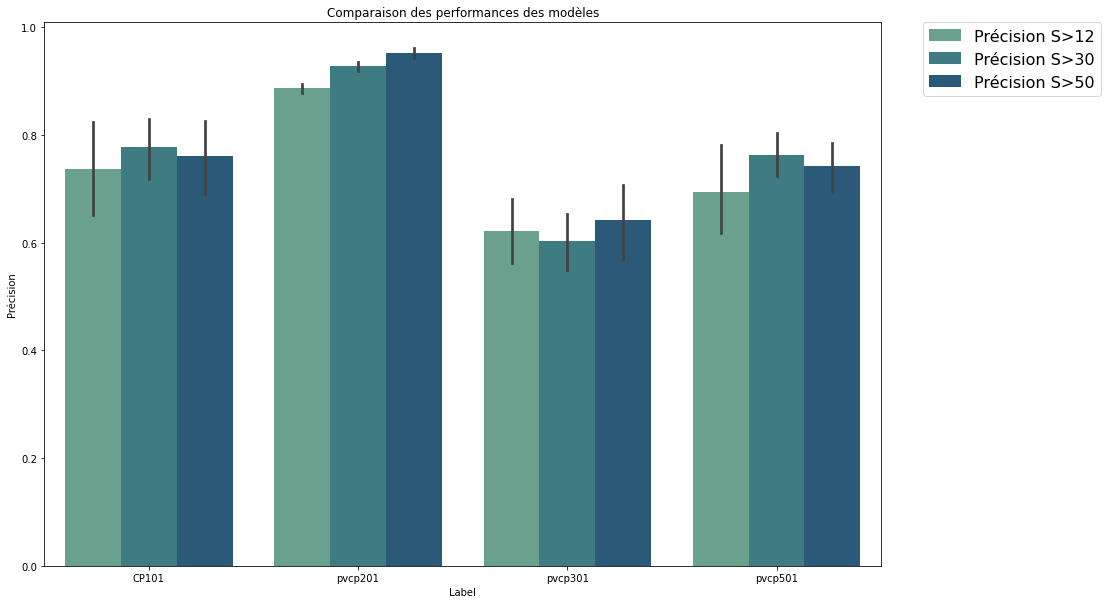 Comparaison des performances des modèles
Précision S>12
Précision S>30
Précision S>50
1.0
0.8
0.6
0.4
0.2
0.0
Précision
CP101 pvcp201 pvcp301 pvcp501
Label